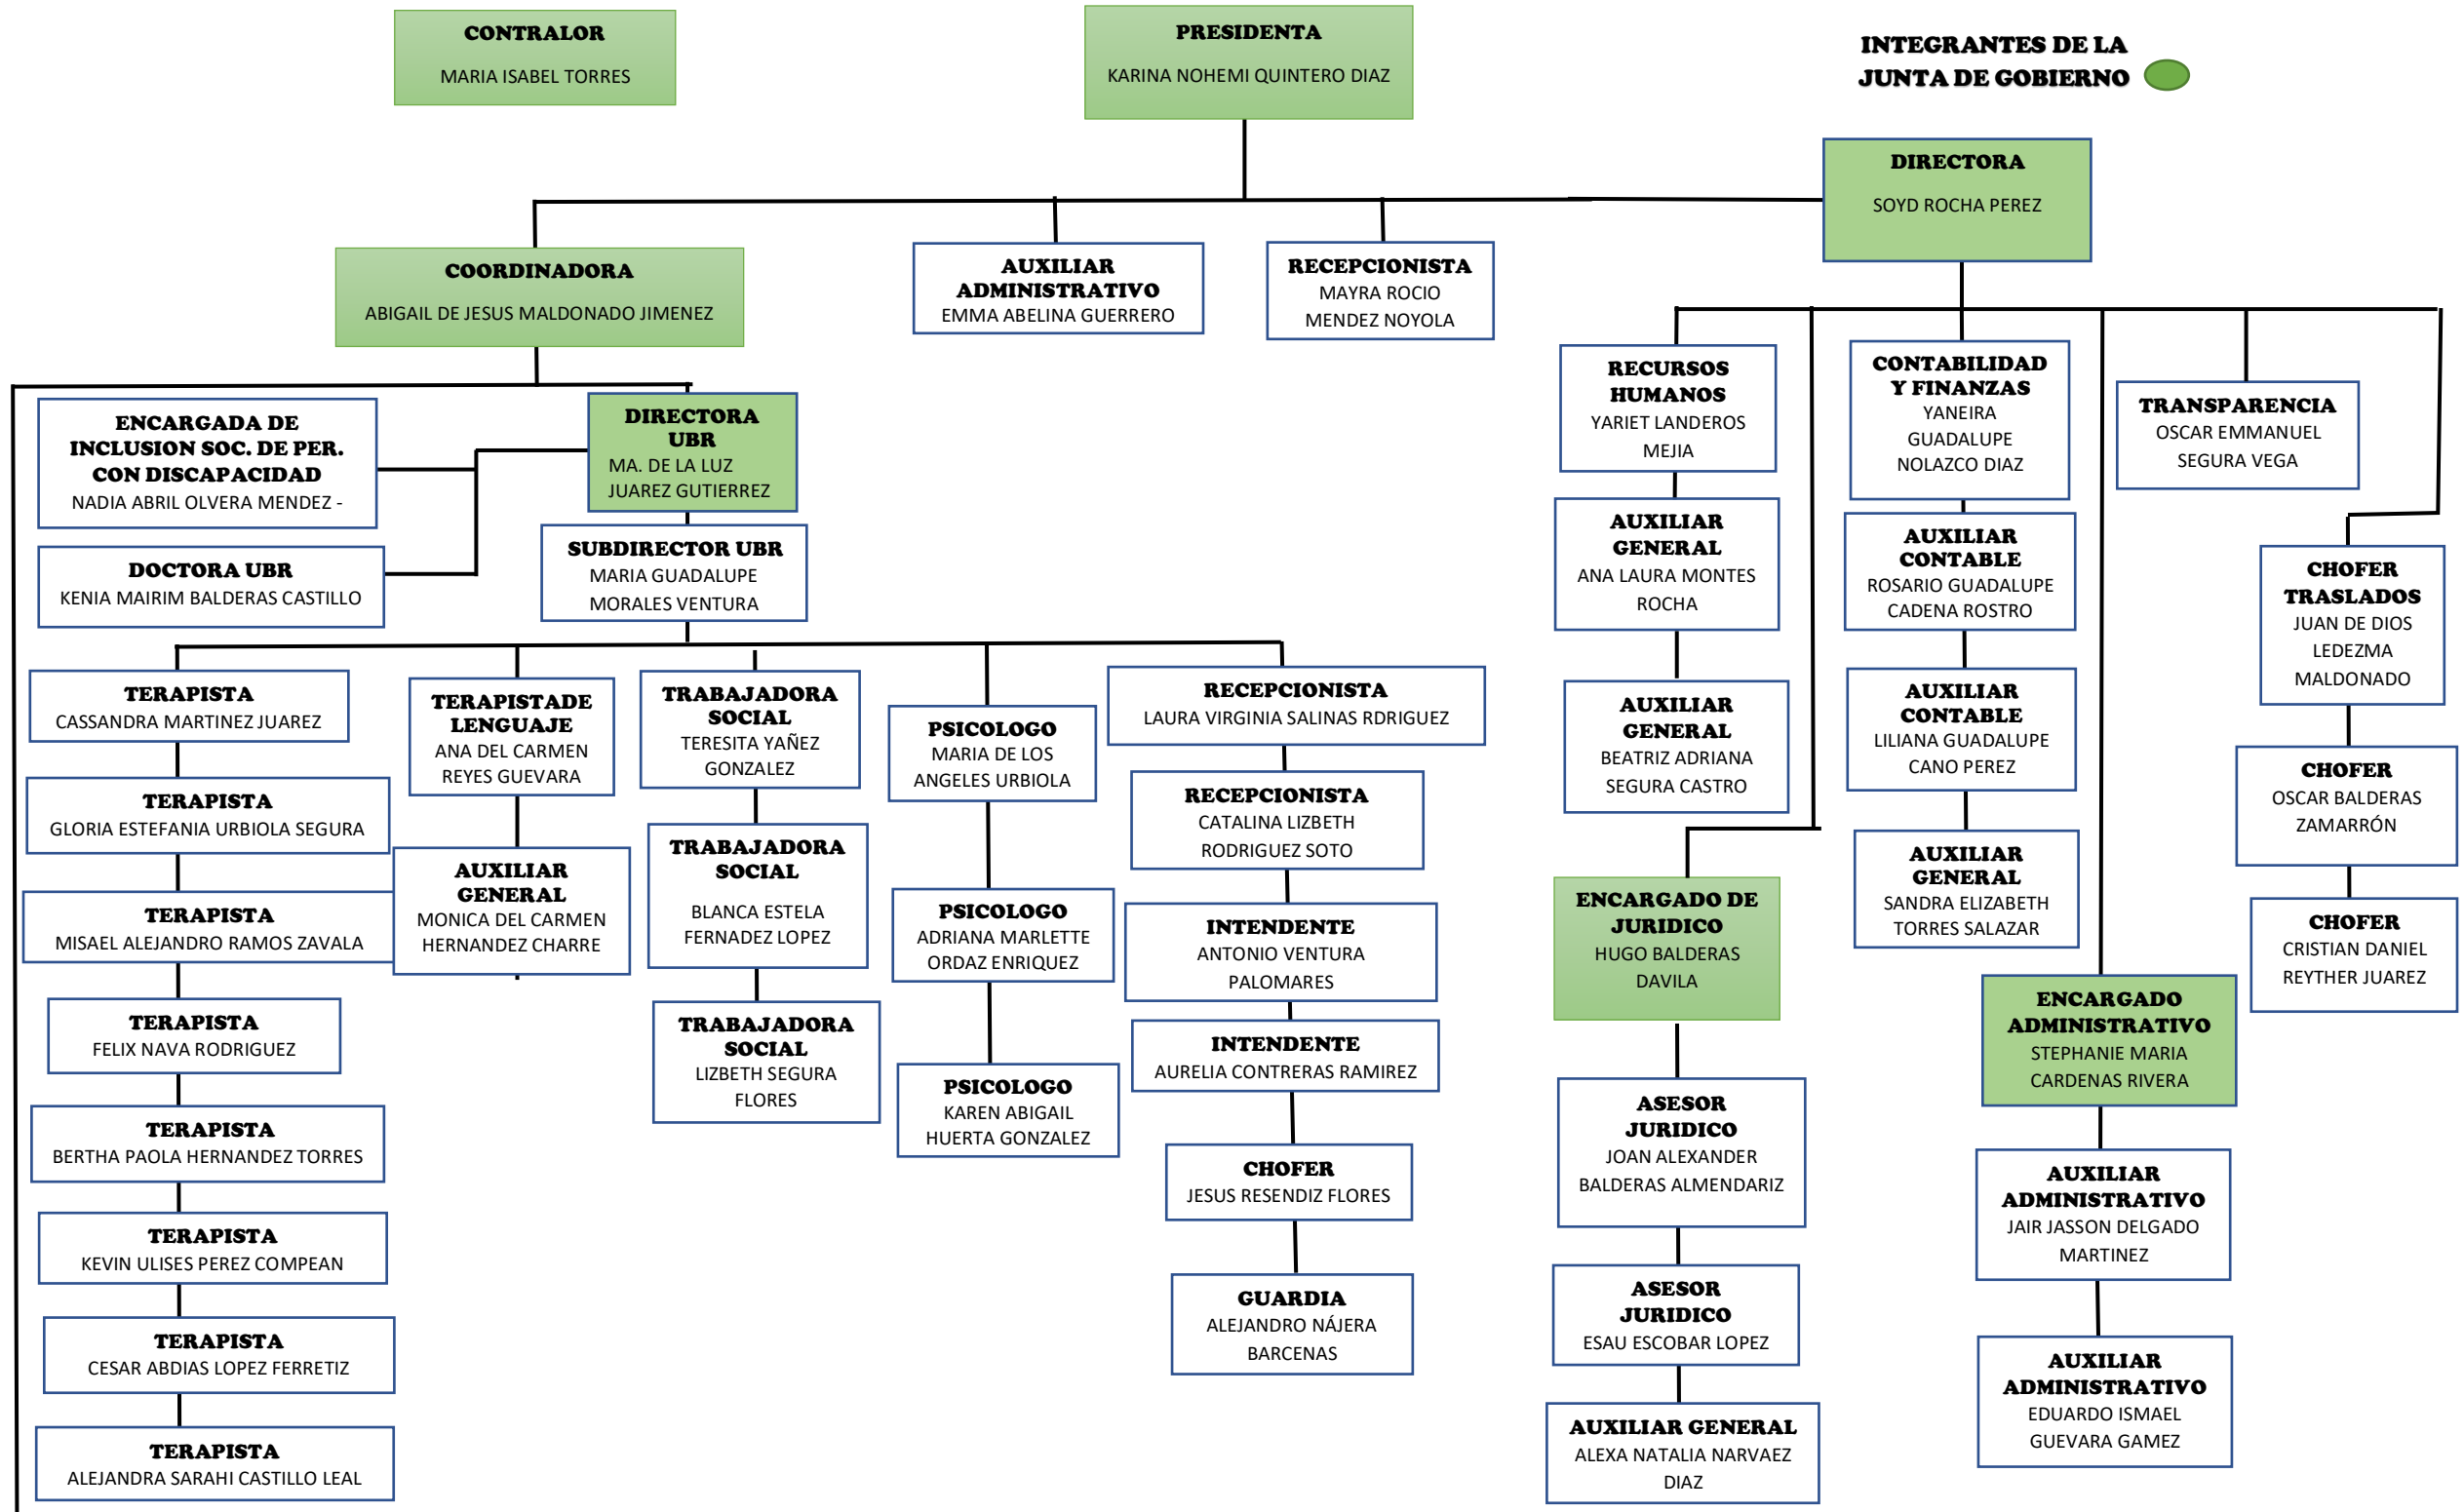 CONTRALOR
MARIA ISABEL TORRES
PRESIDENTA
KARINA NOHEMI QUINTERO DIAZ
INTEGRANTES DE LA
JUNTA DE GOBIERNO
DIRECTORA
SOYD ROCHA PEREZ
COORDINADORA
ABIGAIL DE JESUS MALDONADO JIMENEZ
AUXILIAR
ADMINISTRATIVO
EMMA ABELINA GUERRERO
RECEPCIONISTA
MAYRA ROCIO
MENDEZ NOYOLA
ENCARGADA DE
INCLUSION SOC. DE PER.
CON DISCAPACIDAD
NADIA ABRIL OLVERA MENDEZ -
DOCTORA UBR
KENIA MAIRIM BALDERAS CASTILLO
DIRECTORA
UBR
MA. DE LA LUZ
JUAREZ GUTIERREZ
SUBDIRECTOR UBR
MARIA GUADALUPE
MORALES VENTURA
TERAPISTA
CASSANDRA MARTINEZ JUAREZ
TERAPISTA
GLORIA ESTEFANIA URBIOLA SEGURA
TERAPISTA
MISAEL ALEJANDRO RAMOS ZAVALA
TERAPISTA
FELIX NAVA RODRIGUEZ
TERAPISTA
BERTHA PAOLA HERNANDEZ TORRES
TERAPISTA
KEVIN ULISES PEREZ COMPEAN
TERAPISTA
CESAR ABDIAS LOPEZ FERRETIZ
TERAPISTA
ALEJANDRA SARAHI CASTILLO LEAL
TERAPISTADE
LENGUAJE
ANA DEL CARMEN
REYES GUEVARA
AUXILIAR
GENERAL
MONICA DEL CARMEN
HERNANDEZ CHARRE
TRABAJADORA
SOCIAL
TERESITA YAÑEZ
GONZALEZ
TRABAJADORA
SOCIAL
BLANCA ESTELA
FERNADEZ LOPEZ
TRABAJADORA
SOCIAL
LIZBETH SEGURA
FLORES
PSICOLOGO
MARIA DE LOS
ANGELES URBIOLA
PSICOLOGO
ADRIANA MARLETTE
ORDAZ ENRIQUEZ
PSICOLOGO
KAREN ABIGAIL
HUERTA GONZALEZ
RECEPCIONISTA
LAURA VIRGINIA SALINAS RDRIGUEZ
RECEPCIONISTA
CATALINA LIZBETH
RODRIGUEZ SOTO
INTENDENTE
ANTONIO VENTURA
PALOMARES
INTENDENTE
AURELIA CONTRERAS RAMIREZ
CHOFER
JESUS RESENDIZ FLORES
GUARDIA
ALEJANDRO NÁJERA
BARCENAS
RECURSOS
HUMANOS
YARIET LANDEROS
MEJIA
AUXILIAR
GENERAL
ANA LAURA MONTES
ROCHA
AUXILIAR
GENERAL
BEATRIZ ADRIANA
SEGURA CASTRO
ENCARGADO DE
JURIDICO
HUGO BALDERAS
DAVILA
ASESOR
JURIDICO
JOAN ALEXANDER
BALDERAS ALMENDARIZ
ASESOR
JURIDICO
ESAU ESCOBAR LOPEZ
AUXILIAR GENERAL
ALEXA NATALIA NARVAEZ
DIAZ
CONTABILIDAD
Y FINANZAS
YANEIRA
GUADALUPE
NOLAZCO DIAZ
AUXILIAR
CONTABLE
ROSARIO GUADALUPE
CADENA ROSTRO
AUXILIAR
CONTABLE
LILIANA GUADALUPE
CANO PEREZ
AUXILIAR
GENERAL
SANDRA ELIZABETH
TORRES SALAZAR
ENCARGADO
ADMINISTRATIVO
STEPHANIE MARIA
CARDENAS RIVERA
AUXILIAR
ADMINISTRATIVO
JAIR JASSON DELGADO
MARTINEZ
AUXILIAR
ADMINISTRATIVO
EDUARDO ISMAEL
GUEVARA GAMEZ
TRANSPARENCIA
OSCAR EMMANUEL
SEGURA VEGA
CHOFER
TRASLADOS
JUAN DE DIOS
LEDEZMA
MALDONADO
CHOFER
OSCAR BALDERAS
ZAMARRÓN
CHOFER
CRISTIAN DANIEL
REYTHER JUAREZ